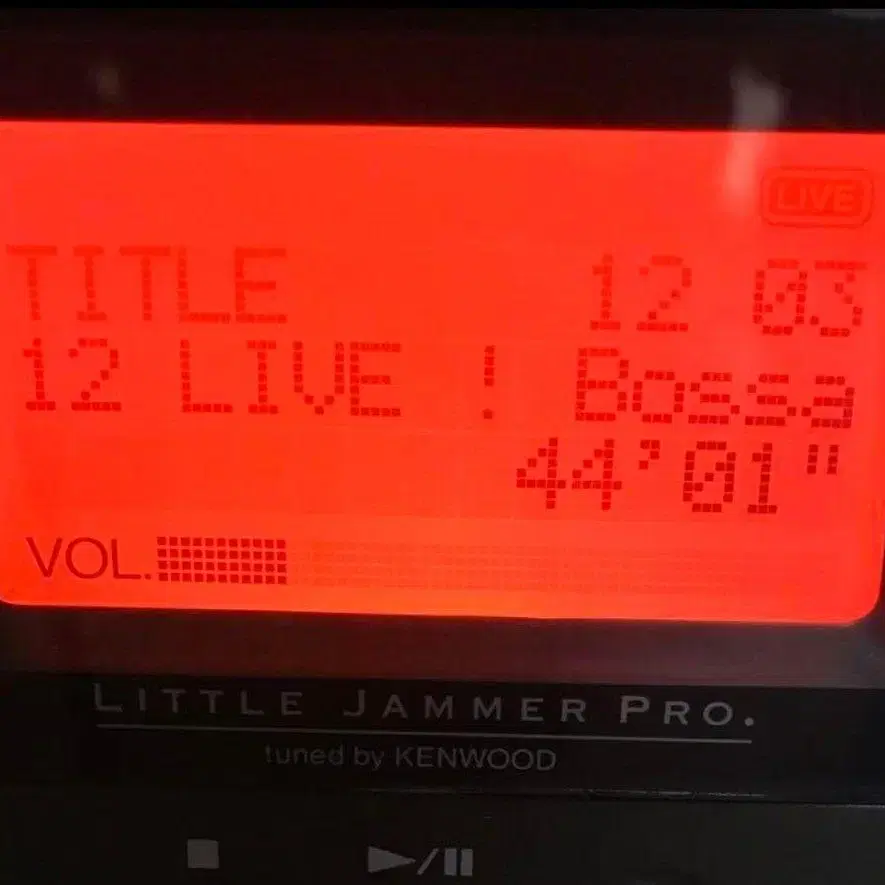 LIVE
TITLE 12 03
12 LIVE ! Bossa
44'01"
VOL.
LITTLE JAMMER PRO.
tuned by KENWOOD